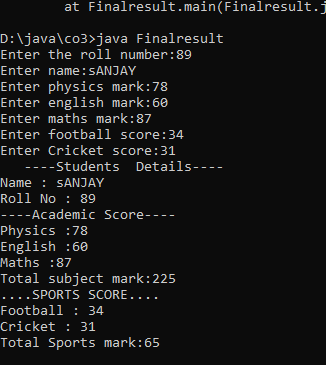 at Finalresult.main(Finalresult.j
D:\java\co3>java Finalresult
Enter the roll number:89
Enter name:sANJAY
Enter physics mark:78
Enter english mark:60
Enter maths mark:87
Enter football score:34
Enter Cricket score:31
----Students  Details----
Name : sANJAY
Roll No : 89
----Academic Score----
Physics :78
English :60
Maths :87
Total subject mark:225
....SPORTS SCORE....
Football : 34
Cricket : 31
Total Sports mark:65